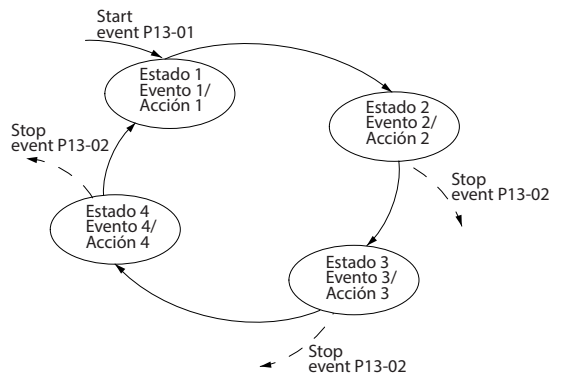 Start
event P13-01
Estado 1
Evento 1/
Acción 1
Estado 2
Evento 2/
Acción 2
Stop
event P13-02
Stop
event P13-02
Estado 4
Evento 4/
Acción 4
Estado 3
Evento 3/
Acción 3
Stop
event P13-02